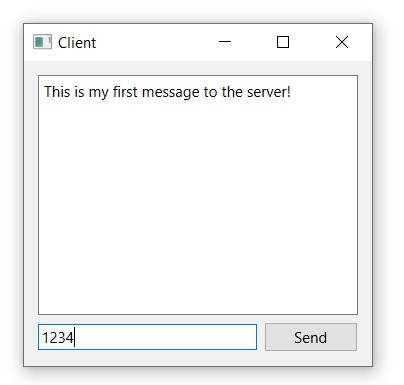 Client
This is my first message to the server!
1234
Send